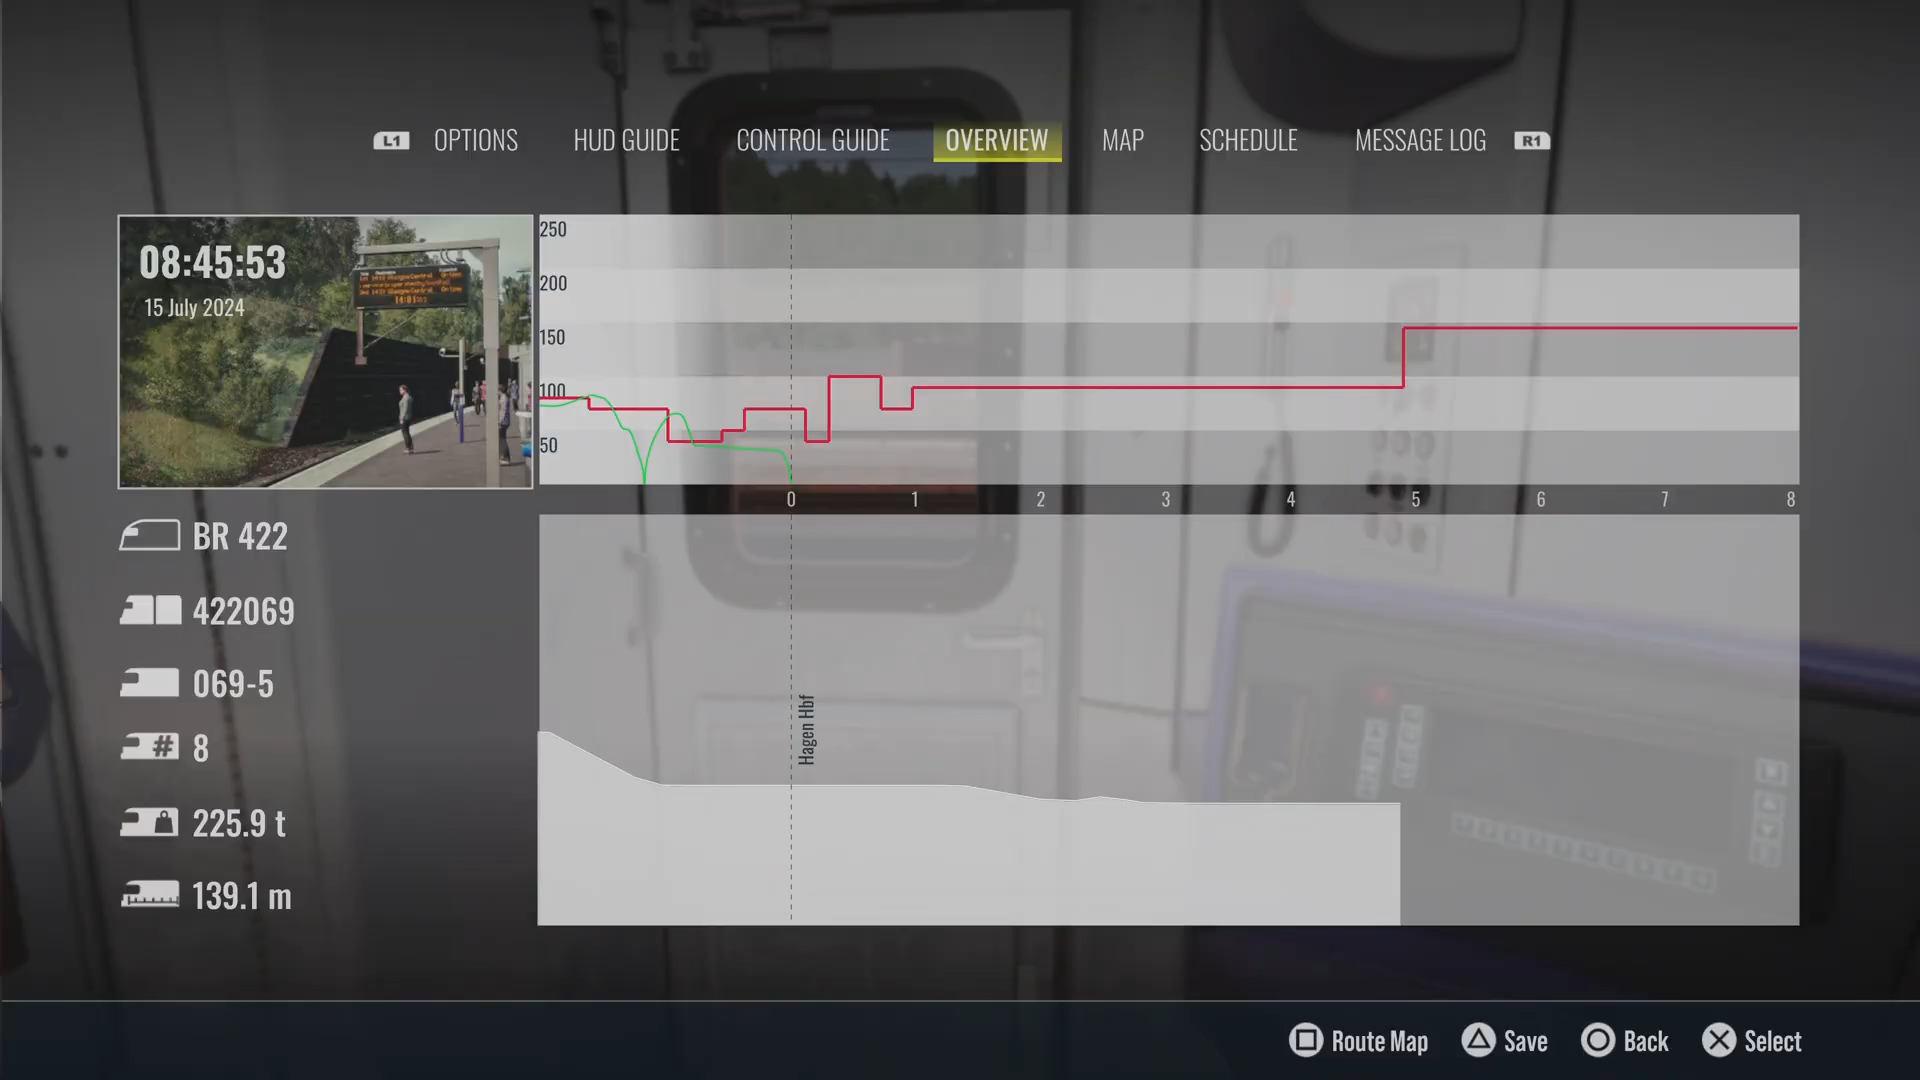 L1 OPTIONS HUD GUIDE CONTROL GUIDE OVERVIEW MAP SCHEDULE MESSAGE LOG R1
08:45:53
15 July 2024
250
200
150
100
50
0 1 2 3 4 5 6 7 8
BR 422
422069
069-5
# 8
225.9 t
139.1 m
Hagen Hbf
Route Map Save Back Select